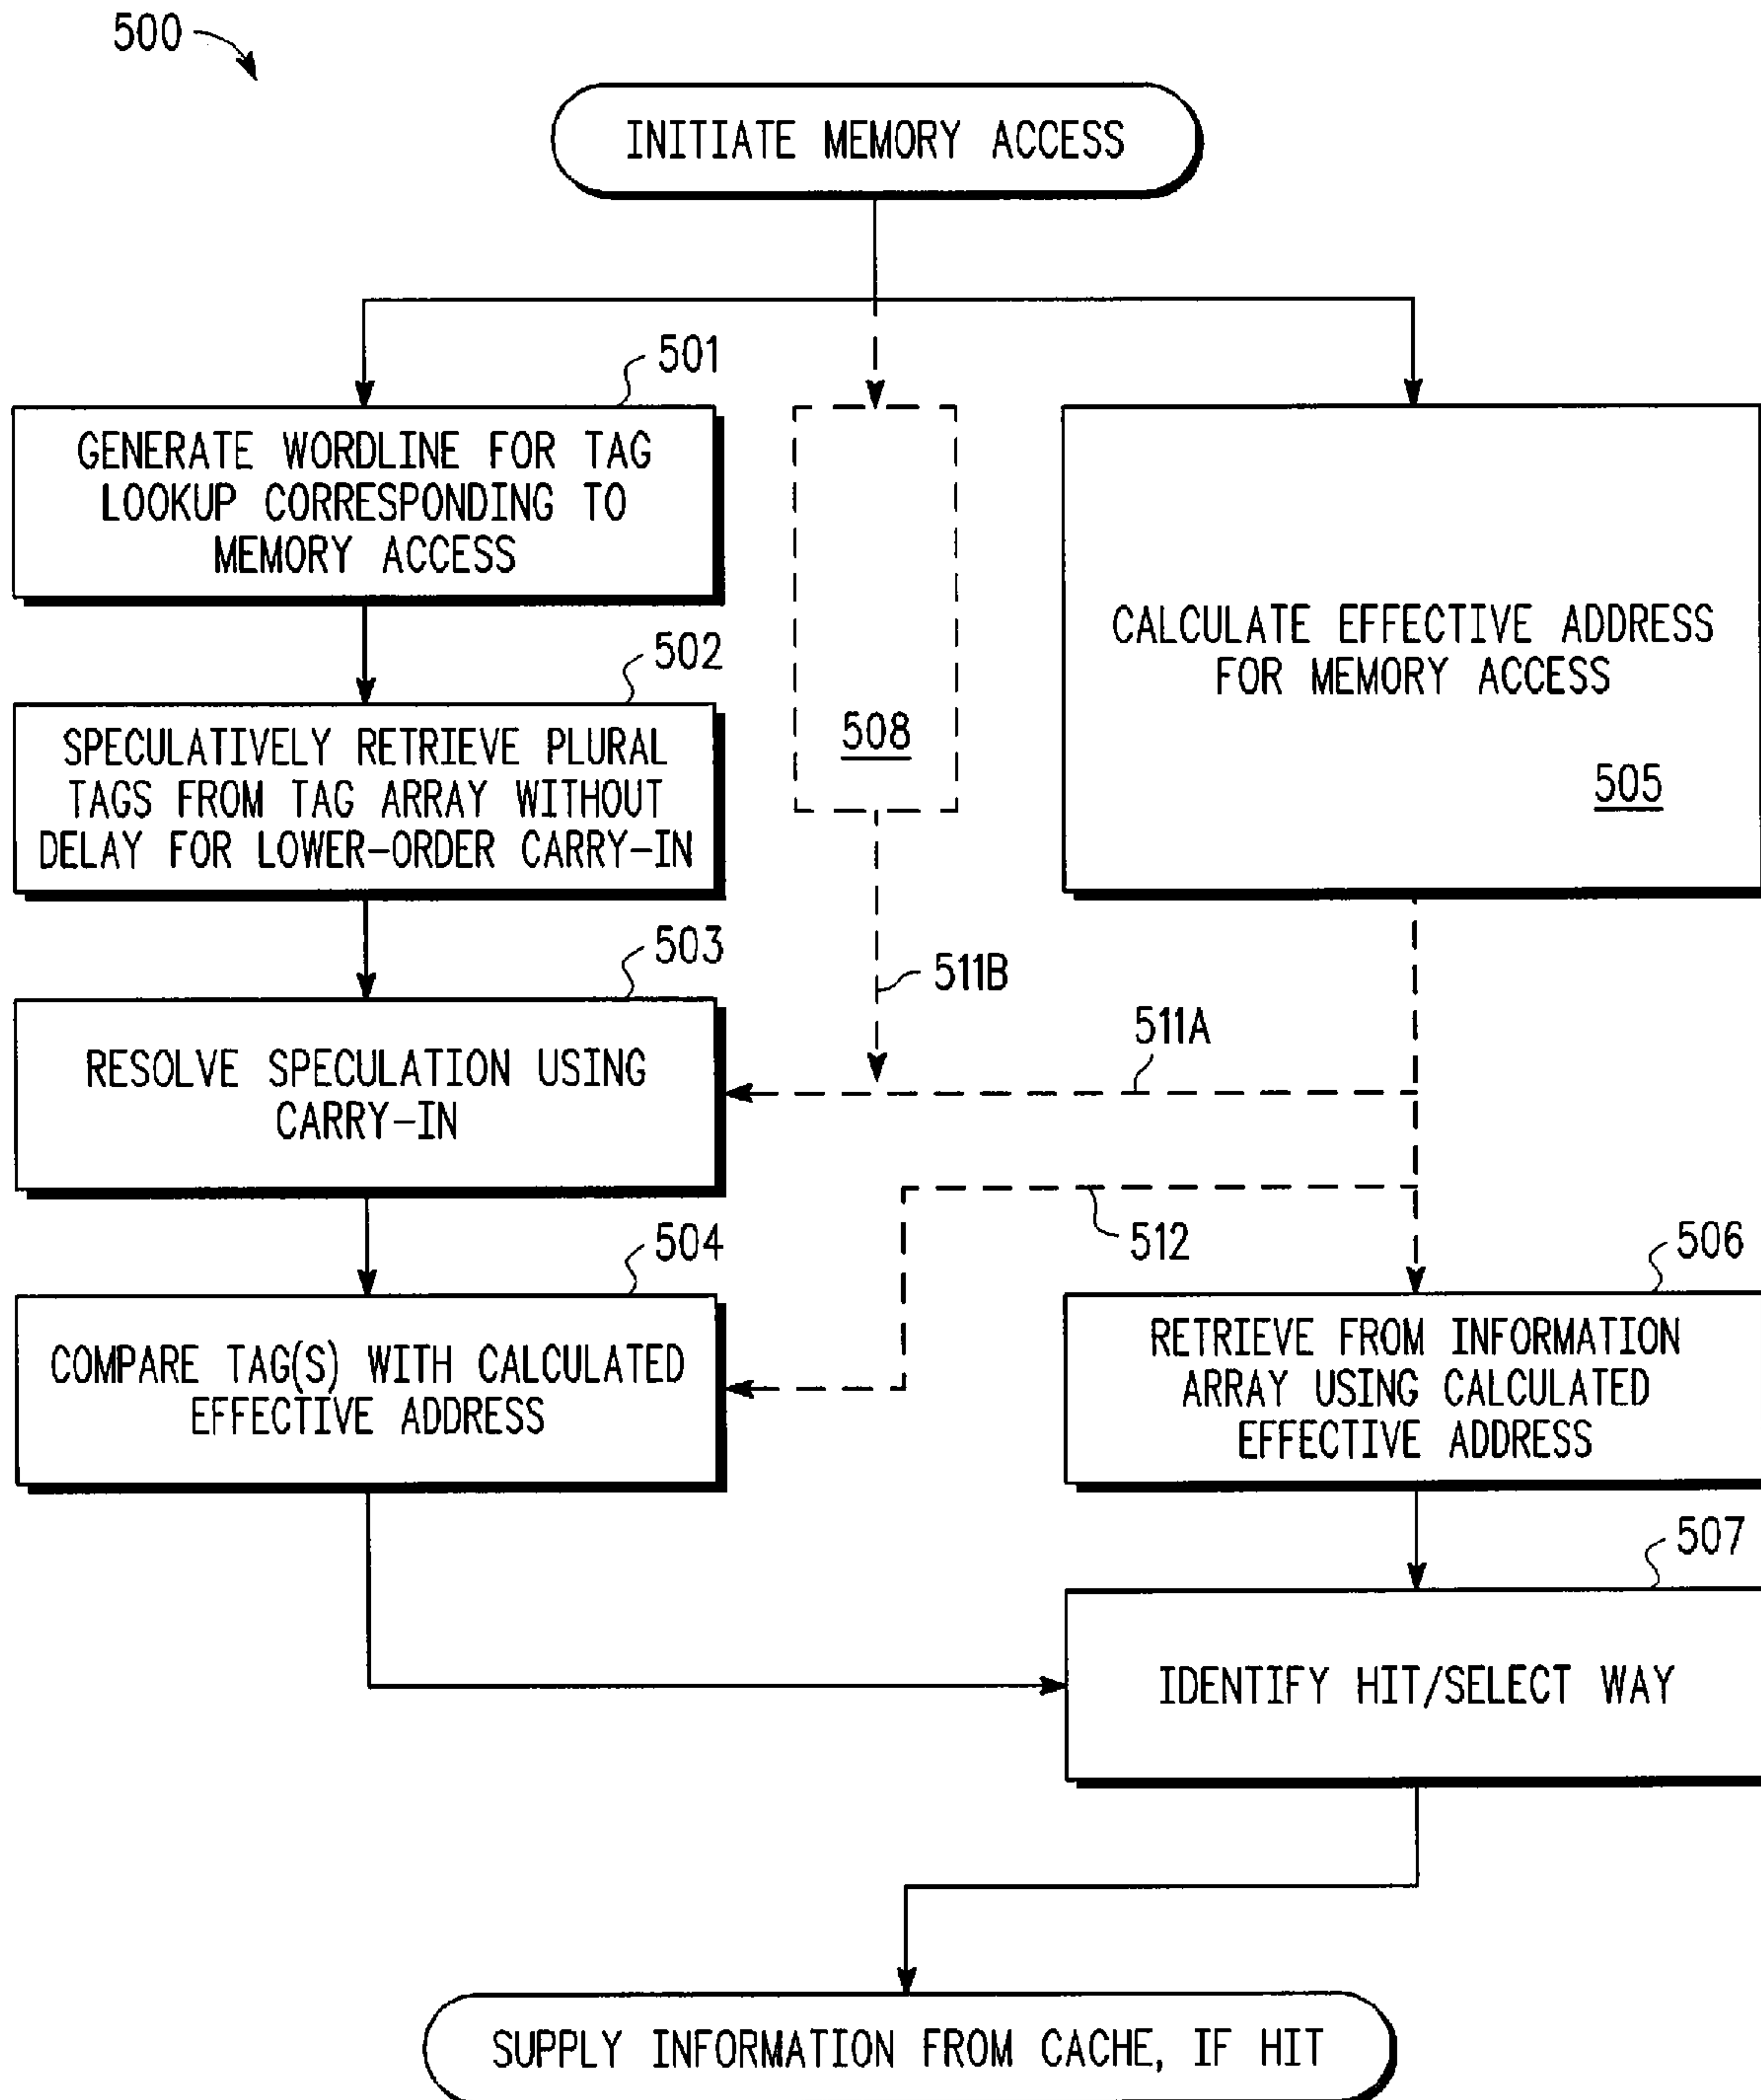 500
INITIATE MEMORY ACCESS
501
GENERATE WORDLINE FOR TAG
LOOKUP CORRESPONDING TO
MEMORY ACCESS
502
SPECULATIVELY RETRIEVE PLURAL
TAGS FROM TAG ARRAY WITHOUT
DELAY FOR LOWER-ORDER CARRY-IN
508
CALCULATE EFFECTIVE ADDRESS
FOR MEMORY ACCESS
505
503
RESOLVE SPECULATION USING
CARRY-IN
511B
511A
512
504
COMPARE TAG(S) WITH CALCULATED
EFFECTIVE ADDRESS
506
RETRIEVE FROM INFORMATION
ARRAY USING CALCULATED
EFFECTIVE ADDRESS
507
IDENTIFY HIT/SELECT WAY
SUPPLY INFORMATION FROM CACHE, IF HIT